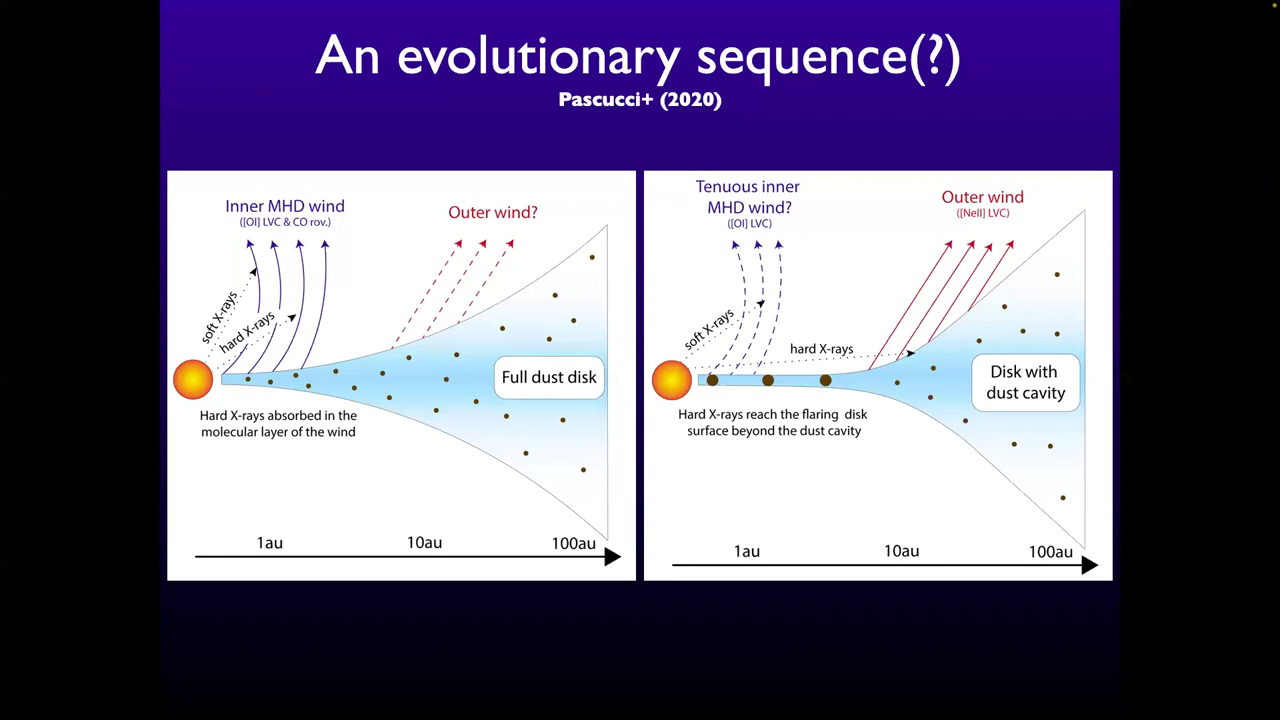 An evolutionary sequence(?)
Pascucci+ (2020)
Inner MHD wind
([OI] LVC & CO rov.)
Outer wind?
soft X-rays
hard X-rays
Full dust disk
Hard X-rays absorbed in the
molecular layer of the wind
1au
10au
100au
Tenuous inner
MHD wind?
([OI] LVC)
Outer wind
([NeII] LVC)
soft X-rays
hard X-rays
Disk with
dust cavity
Hard X-rays reach the flaring disk
surface beyond the dust cavity
1au
10au
100au